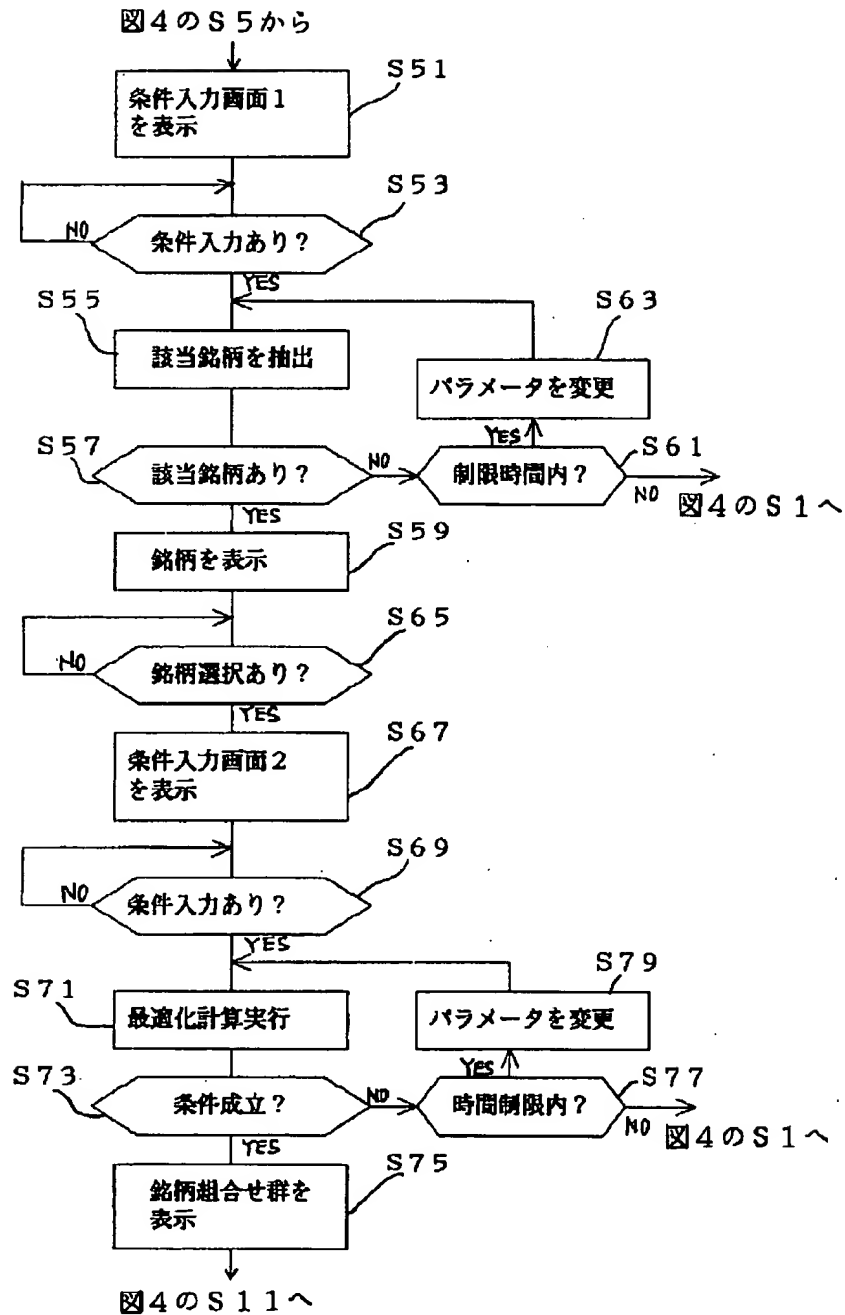 図4のS5から
S51
条件入力画面1
を表示
S53
NO
条件入力あり?
YES
S55
S63
該当銘柄を抽出
パラメータを変更
S57
YES
S61
該当銘柄あり?
NO
制限時間内?
NO
図4のS1へ
YES
S59
銘柄を表示
S65
NO
銘柄選択あり?
YES
S67
条件入力画面2
を表示
S69
NO
条件入力あり?
YES
S79
S71
最適化計算実行
パラメータを変更
S73
YES
S77
条件成立?
NO
時間制限内?
NO
図4のS1へ
YES
S75
銘柄組合せ群を
表示
図4のS11へ